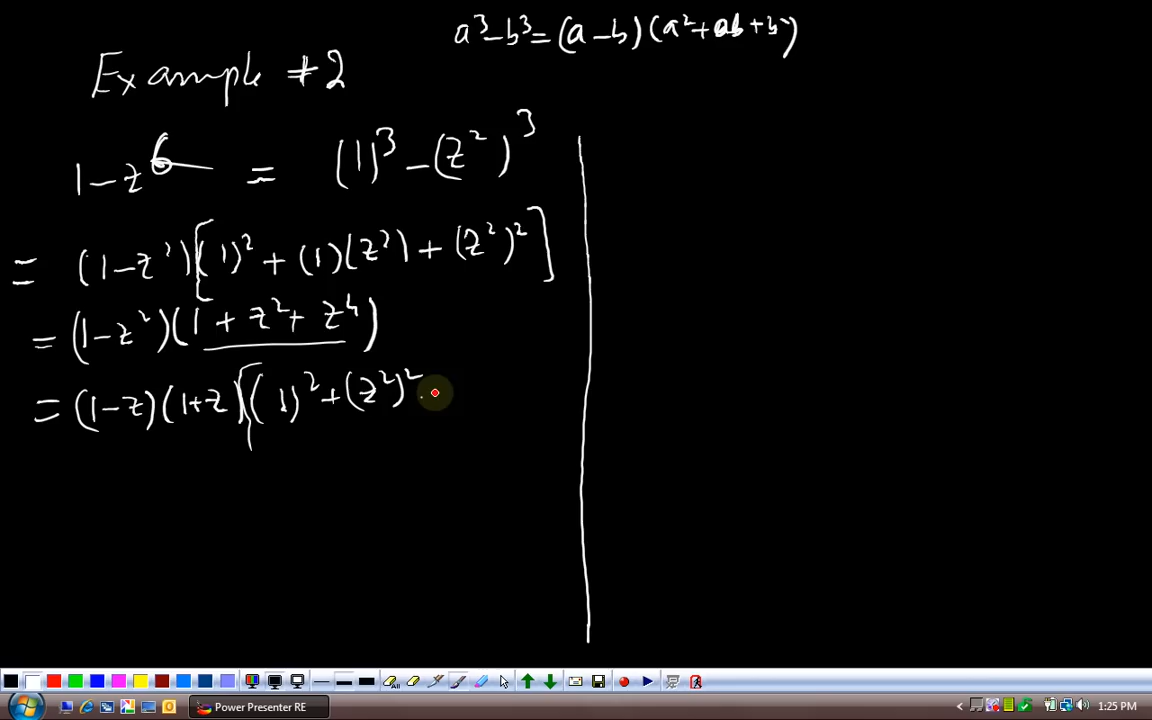 a³-b³=(a-b)(a²+ab+b²)
Example #2
1-z⁶ = (1)³-(z²)³
= (1-z²)[(1)²+(1)(z²)+(z²)²]
= (1-z²)(1+z²+z⁴)
= (1-z)(1+z)[(1)²+(z²)²
Power Presenter RE
1:25 PM